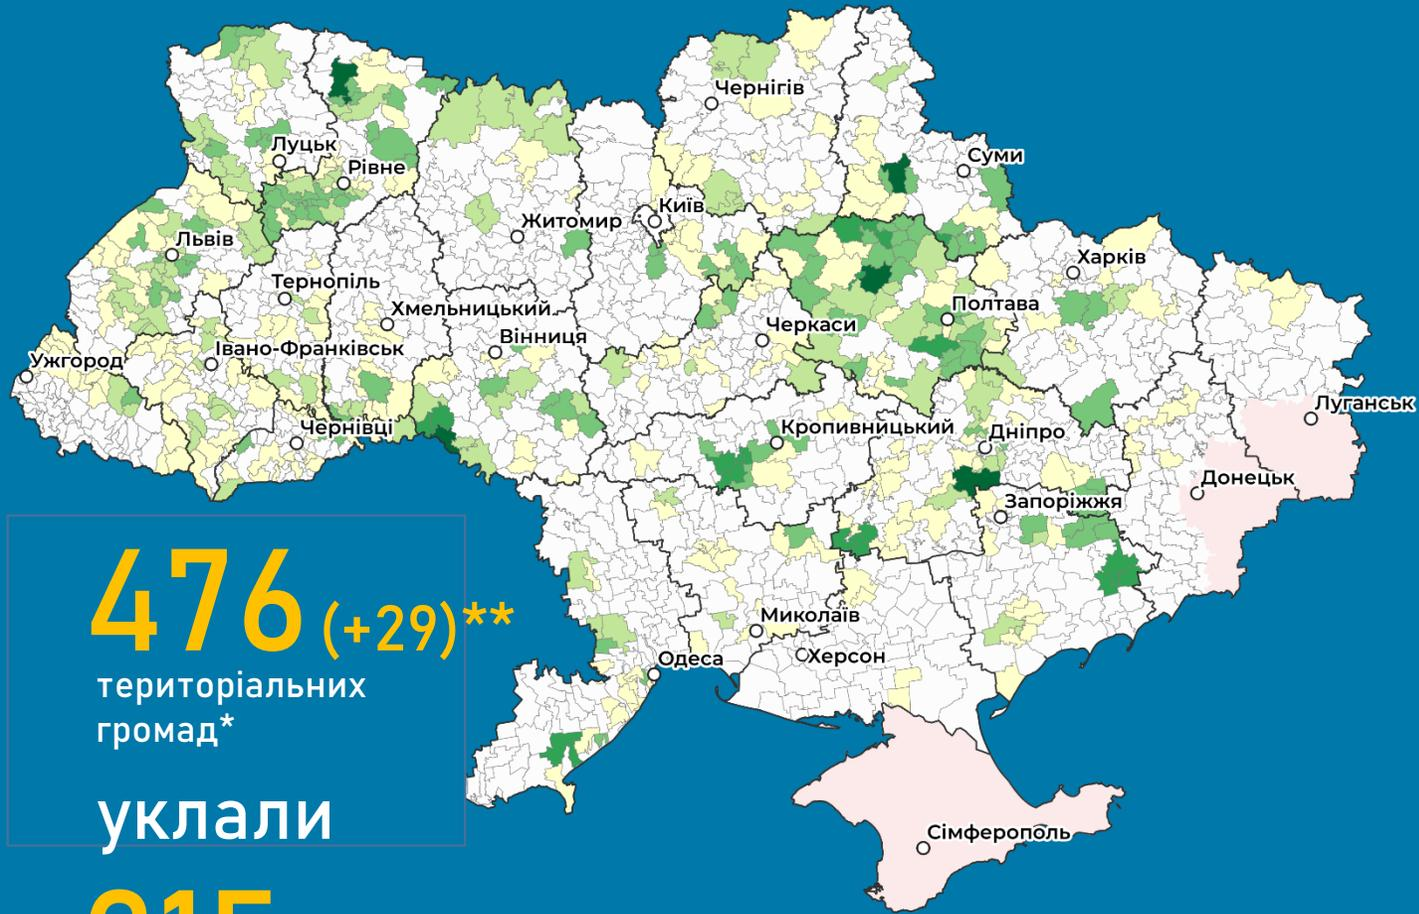 Чернігів
Суми
Луцьк
Рівне
Київ
Житомир
Львів
Харків
Тернопіль
Хмельницький
Полтава
Вінниця
Черкаси
Івано-Франківськ
Ужгород
Луганськ
Чернівці
Кропивницький
Дніпро
Донецьк
Запоріжжя
Миколаїв
Херсон
Одеса
Сімферополь
476 (+29)**
територіальних
громад*
уклали